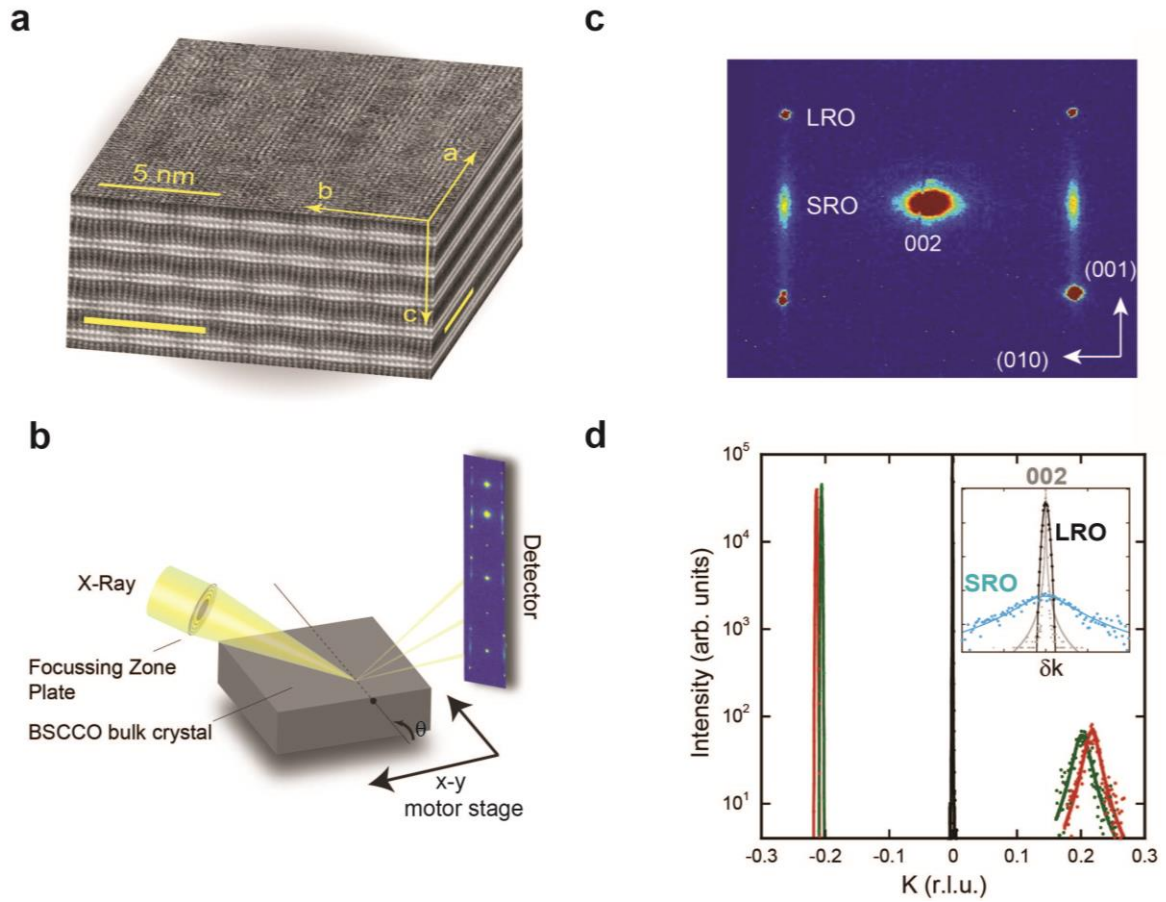 a
5 nm
a
b
c
c
LRO
SRO
002
(001)
(010)
b
X-Ray
Focussing Zone
Plate
BSCCO bulk crystal
Detector
θ
x-y
motor stage
d
10⁵
10⁴
10³
10²
10¹
Intensity (arb. units)
-0.3 -0.2 -0.1 0 0.1 0.2 0.3
K (r.l.u.)
002
LRO
SRO
δk